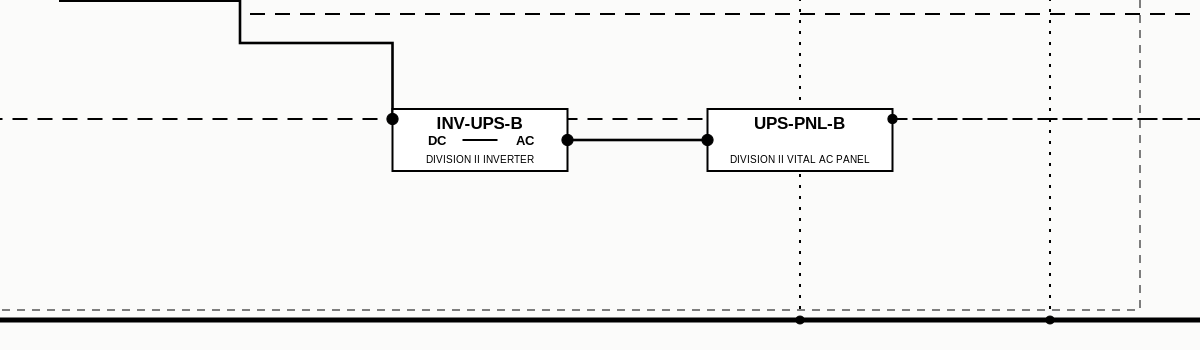 INV-UPS-B
DC AC
DIVISION II INVERTER
UPS-PNL-B
DIVISION II VITAL AC PANEL